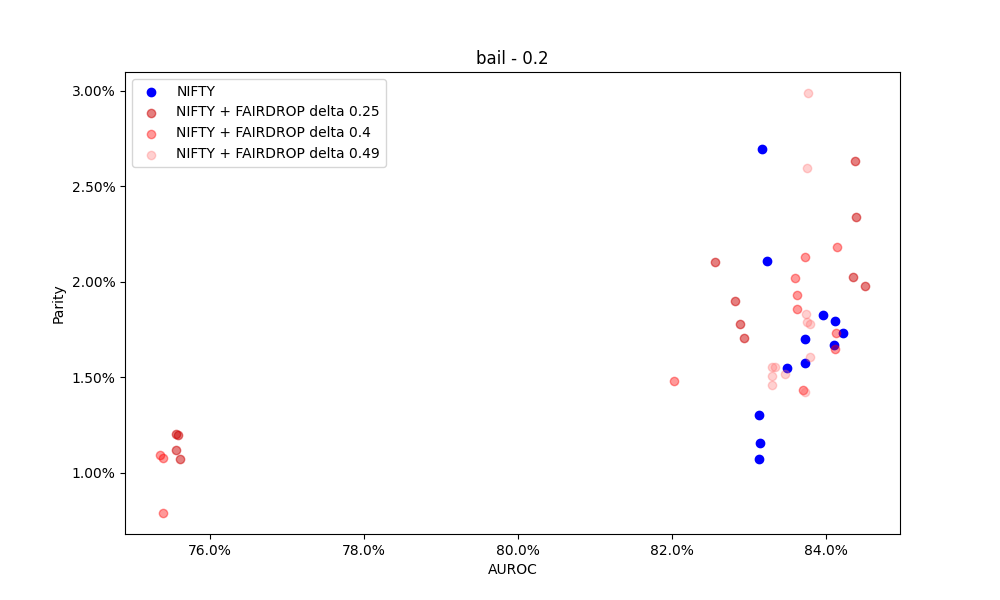 bail - 0.2
NIFTY
NIFTY + FAIRDROP delta 0.25
NIFTY + FAIRDROP delta 0.4
NIFTY + FAIRDROP delta 0.49
3.00%
2.50%
2.00%
1.50%
1.00%
Parity
76.0%
78.0%
80.0%
82.0%
84.0%
AUROC